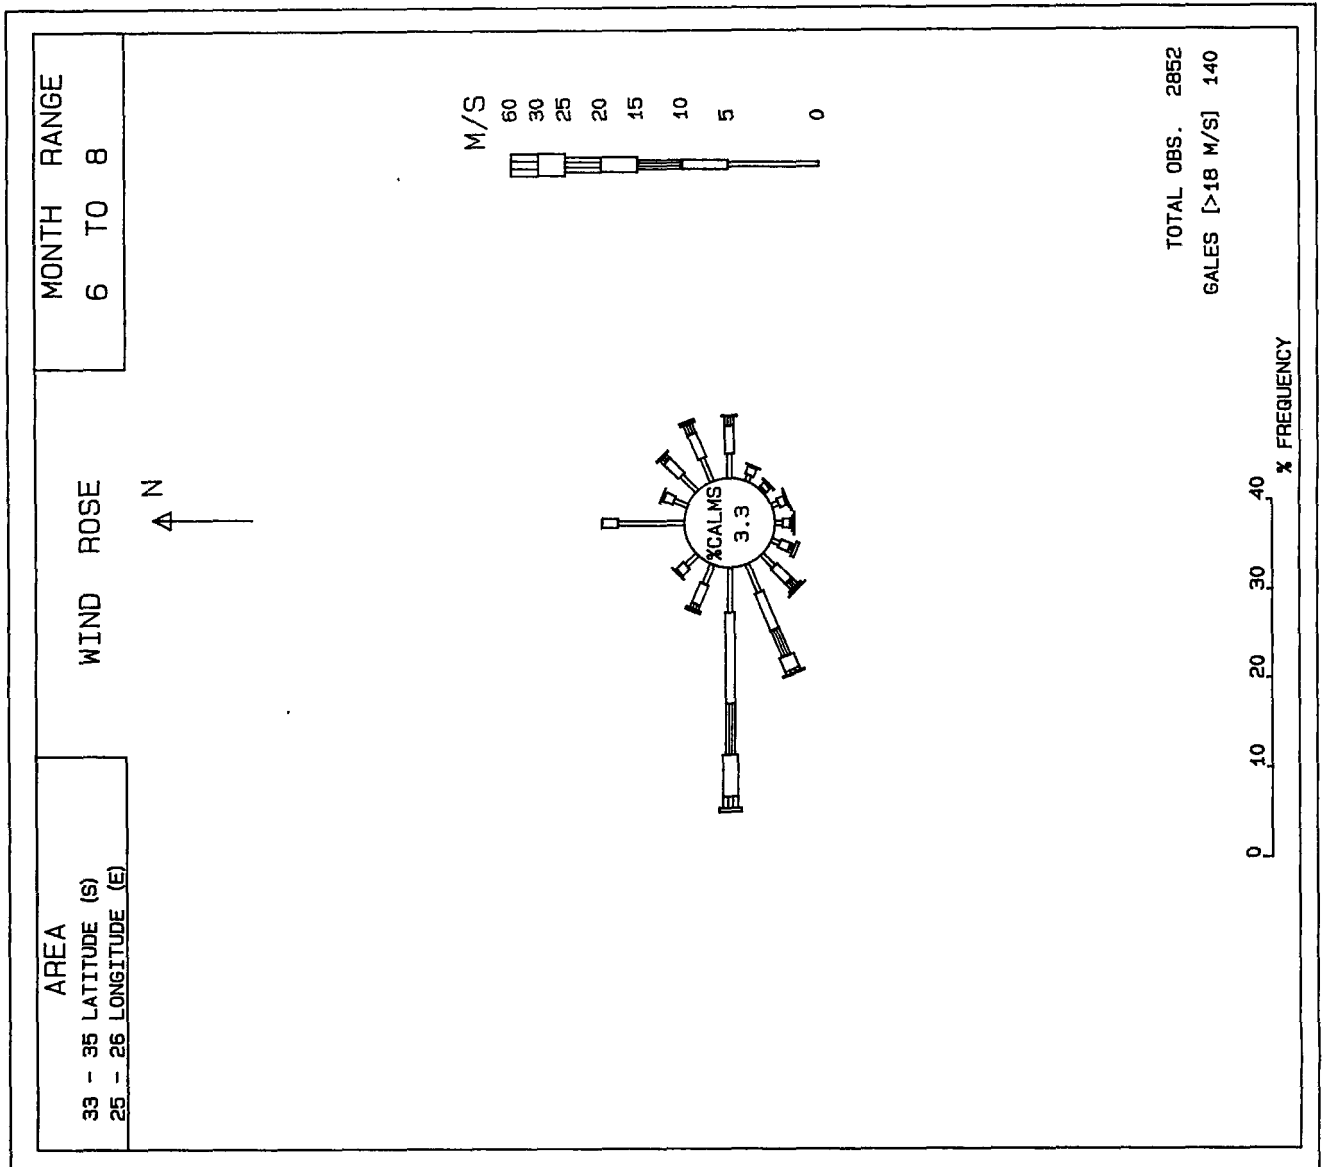 AREA
33 - 35 LATITUDE (S)
25 - 26 LONGITUDE (E)
WIND ROSE
MONTH RANGE
6 TO 8
N
M/S
60
30
25
20
15
10
5
0
%CALMS
3.3
TOTAL OBS. 2852
GALES [>18 M/S] 140
0 10 20 30 40
% FREQUENCY